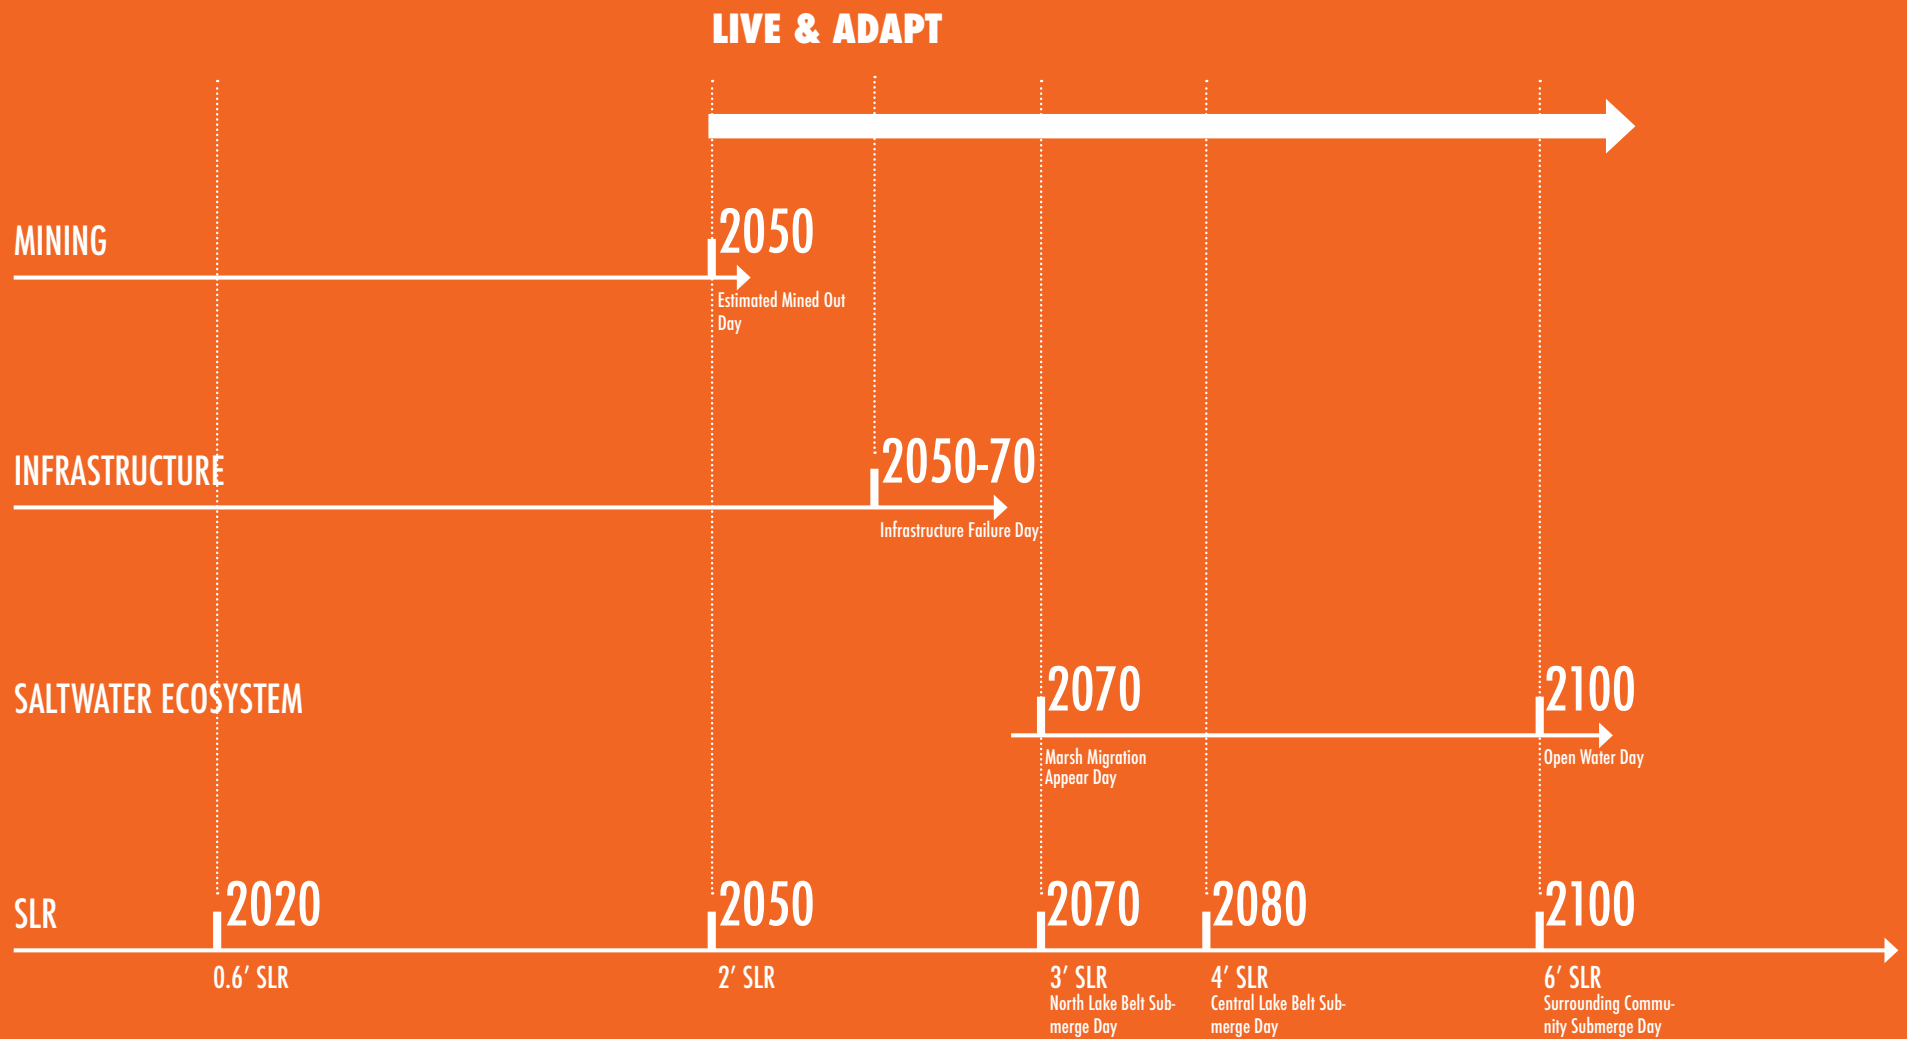 LIVE & ADAPT
MINING
2050
Estimated Mined Out
Day
INFRASTRUCTURE
2050-70
Infrastructure Failure Day
SALTWATER ECOSYSTEM
2070
2100
Marsh Migration
Appear Day
Open Water Day
SLR
2020
2050
2070
2080
2100
0.6′ SLR
2′ SLR
3′ SLR
North Lake Belt Sub-
merge Day
4′ SLR
Central Lake Belt Sub-
merge Day
6′ SLR
Surrounding Commu-
nity Submerge Day